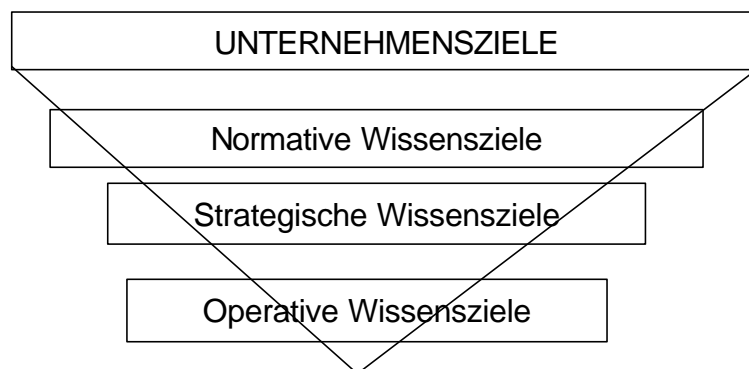 UNTERNEHMENSZIELE
Normative Wissensziele
Strategische Wissensziele
Operative Wissensziele